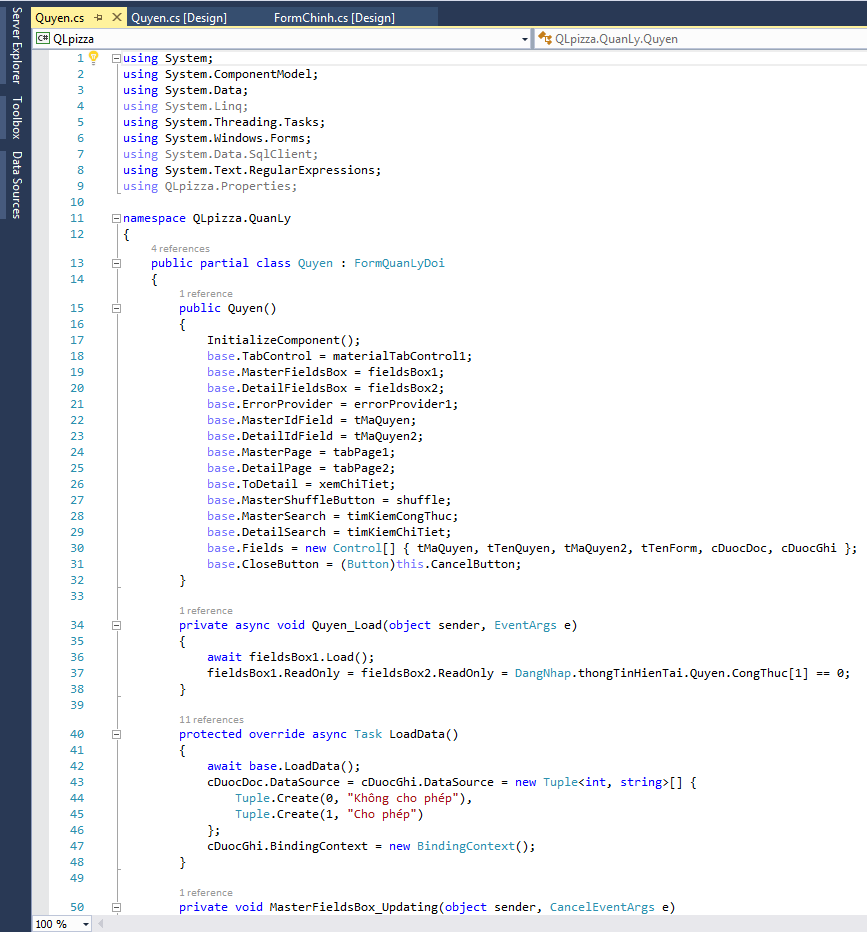 Quyen.cs
Quyen.cs [Design]
FormChinh.cs [Design]
Server Explorer
Toolbox
Data Sources
C# QLpizza
QLpizza.QuanLy.Quyen
1 using System;
2 using System.ComponentModel;
3 using System.Data;
4 using System.Linq;
5 using System.Threading.Tasks;
6 using System.Windows.Forms;
7 using System.Data.SqlClient;
8 using System.Text.RegularExpressions;
9 using QLpizza.Properties;
10
11 namespace QLpizza.QuanLy
12 {
4 references
13 public partial class Quyen : FormQuanLyDoi
14 {
1 reference
15 public Quyen()
16 {
17 InitializeComponent();
18 base.TabControl = materialTabControl1;
19 base.MasterFieldsBox = fieldsBox1;
20 base.DetailFieldsBox = fieldsBox2;
21 base.ErrorProvider = errorProvider1;
22 base.MasterIdField = tMaQuyen;
23 base.DetailIdField = tMaQuyen2;
24 base.MasterPage = tabPage1;
25 base.DetailPage = tabPage2;
26 base.ToDetail = xemChiTiet;
27 base.MasterShuffleButton = shuffle;
28 base.MasterSearch = timKiemCongThuc;
29 base.DetailSearch = timKiemChiTiet;
30 base.Fields = new Control[] { tMaQuyen, tTenQuyen, tMaQuyen2, tTenForm, cDuocDoc, cDuocGhi };
31 base.CloseButton = (Button)this.CancelButton;
32 }
33
1 reference
34 private async void Quyen_Load(object sender, EventArgs e)
35 {
36 await fieldsBox1.Load();
37 fieldsBox1.ReadOnly = fieldsBox2.ReadOnly = DangNhap.thongTinHienTai.Quyen.CongThuc[1] == 0;
38 }
39
11 references
40 protected override async Task LoadData()
41 {
42 await base.LoadData();
43 cDuocDoc.DataSource = cDuocGhi.DataSource = new Tuple<int, string>[] {
44 Tuple.Create(0, "Không cho phép"),
45 Tuple.Create(1, "Cho phép")
46 };
47 cDuocGhi.BindingContext = new BindingContext();
48 }
49
1 reference
50 private void MasterFieldsBox_Updating(object sender, CancelEventArgs e)
100 %